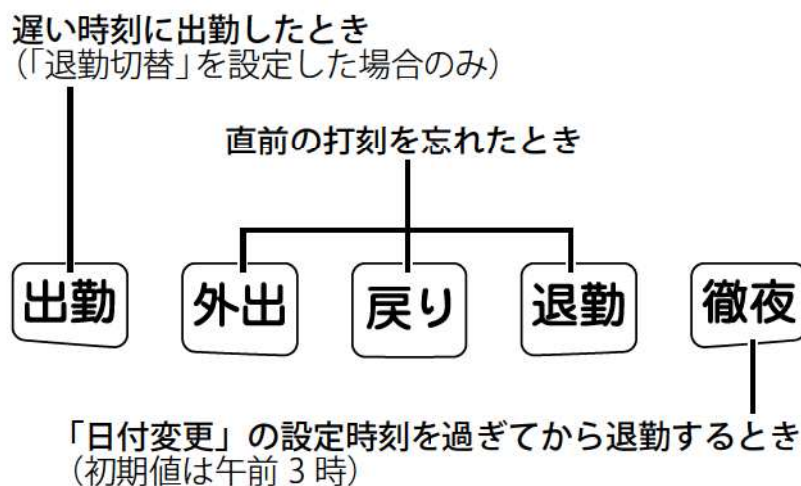 遅い時刻に出勤したとき
（「退勤切替」を設定した場合のみ）
直前の打刻を忘れたとき
出勤 外出 戻り 退勤 徹夜
「日付変更」の設定時刻を過ぎてから退勤するとき
（初期値は午前 3 時）